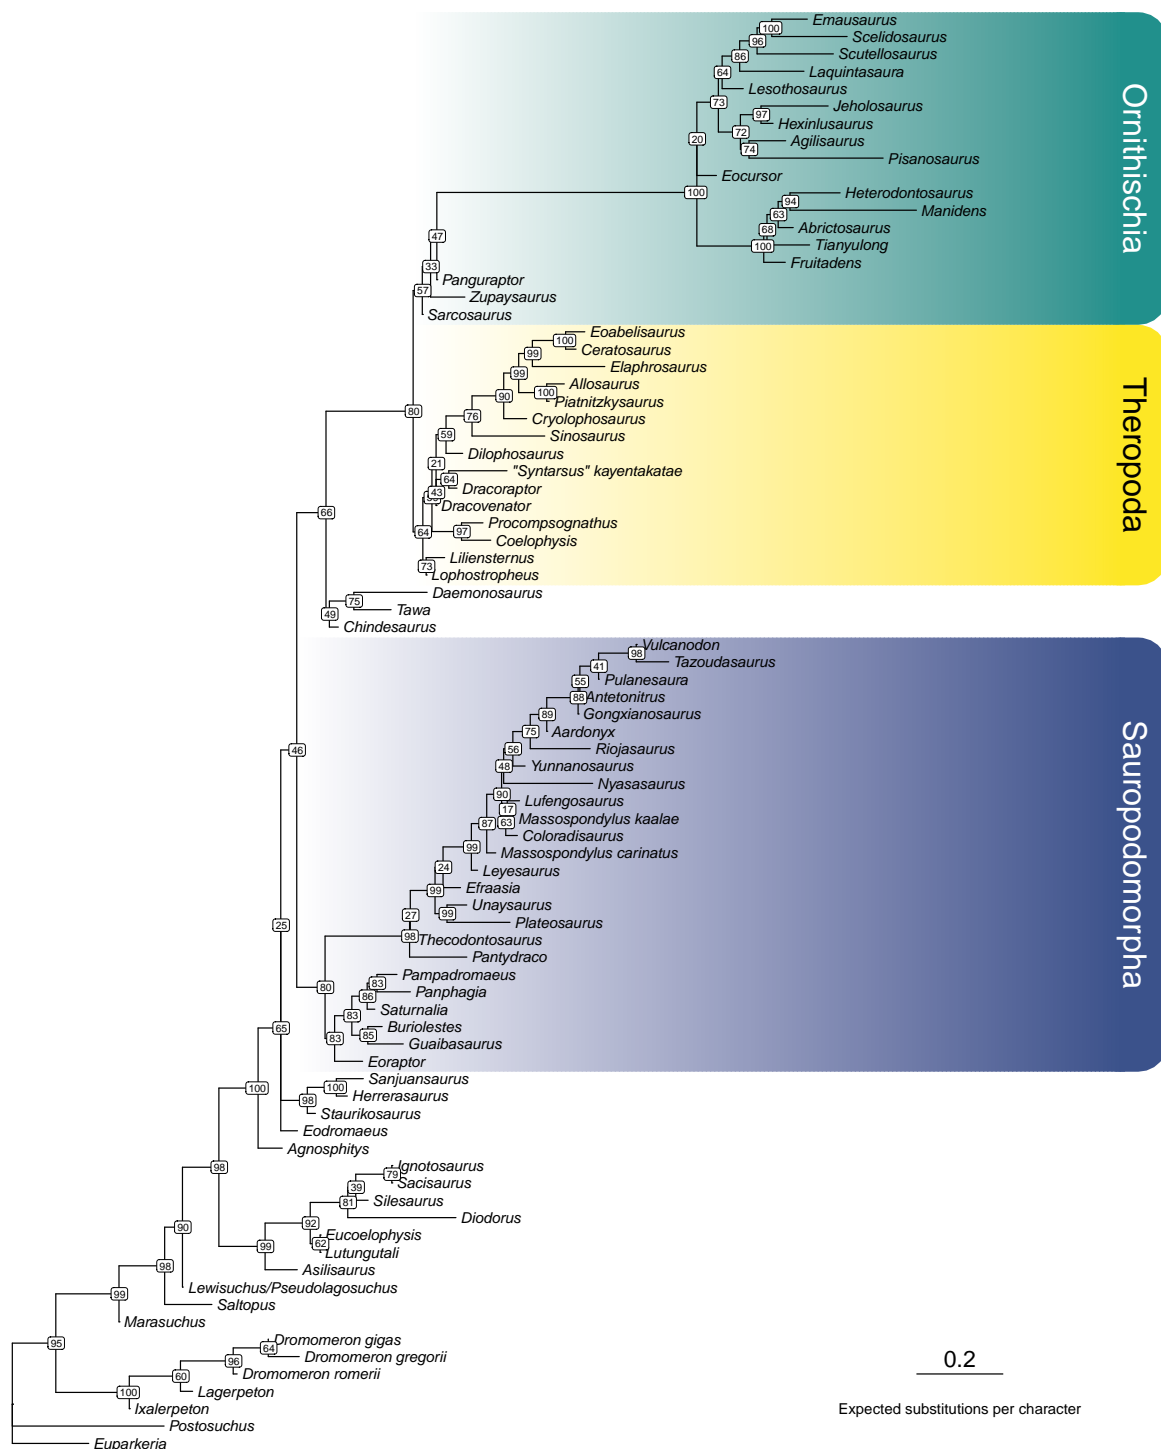 Emausaurus
100
Scelidosaurus
96
Scutellosaurus
86
Laquintasaura
64
Lesothosaurus
73
Jeholosaurus
97
Hexinlusaurus
72
Agilisaurus
74
Pisanosaurus
20
Eocursor
100
Heterodontosaurus
94
Manidens
63
Abrictosaurus
68
Tianyulong
100
Fruitadens
47
33
Panguraptor
57
Zupaysaurus
Sarcosaurus
Ornithischia
Eoabelisaurus
100
Ceratosaurus
99
Elaphrosaurus
99
Allosaurus
100
Piatnitzkysaurus
90
Cryolophosaurus
76
Sinosaurus
59
Dilophosaurus
21
"Syntarsus" kayentakatae
64
Dracoraptor
43
Dracovenator
Procompsognathus
97
Coelophysis
64
Liliensternus
73
Lophostropheus
Theropoda
80
66
Daemonosaurus
75
Tawa
49
Chindesaurus
Vulcanodon
98
Tazoudasaurus
41
Pulanesaura
55
Antetonitrus
88
Gongxianosaurus
89
Aardonyx
75
Riojasaurus
56
Yunnanosaurus
48
Nyasasaurus
90
Lufengosaurus
17
Massospondylus kaalae
63
Coloradisaurus
87
Massospondylus carinatus
99
Leyesaurus
24
Efraasia
99
Unaysaurus
99
Plateosaurus
27
Thecodontosaurus
98
Pantydraco
Pampadromaeus
83
Panphagia
86
Saturnalia
83
Buriolestes
85
Guaibasaurus
83
Eoraptor
80
Sauropodomorpha
46
25
65
Sanjuansaurus
100
Herrerasaurus
98
Staurikosaurus
Eodromaeus
100
Agnosphitys
98
Ignotosaurus
79
Sacisaurus
39
Silesaurus
81
Diodorus
92
Eucoelophysis
62
Lutungutali
99
Asilisaurus
90
Lewisuchus/Pseudolagosuchus
98
Saltopus
99
Marasuchus
95
Dromomeron gigas
64
Dromomeron gregorii
96
Dromomeron romerii
60
Lagerpeton
100
Ixalerpeton
Postosuchus
Euparkeria
0.2
Expected substitutions per character